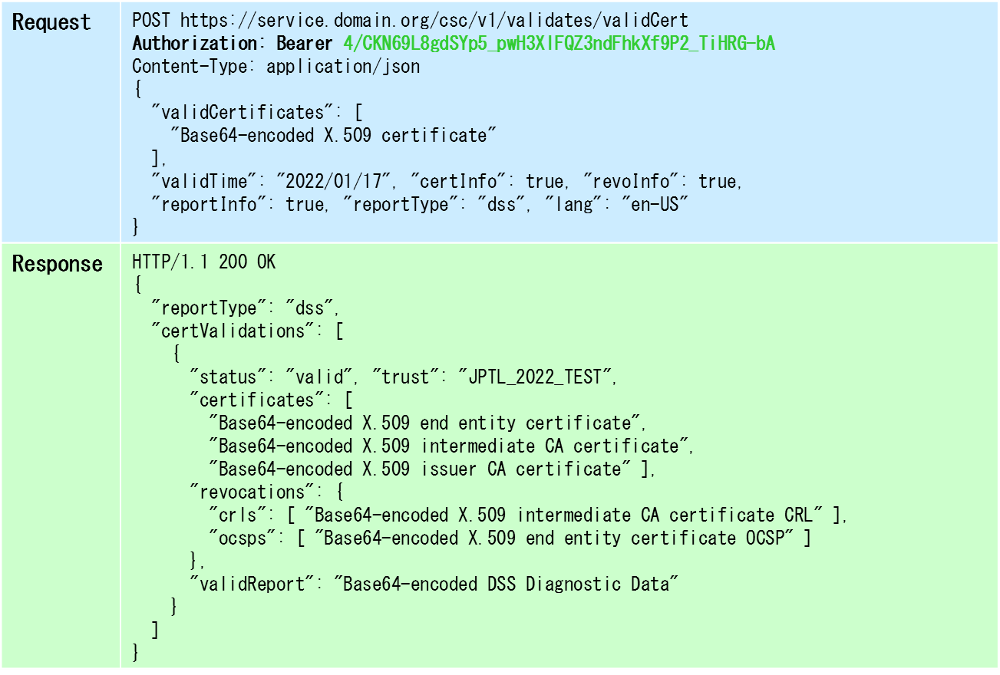 Request
POST https://service.domain.org/csc/v1/validates/validCert
Authorization: Bearer 4/CKN69L8gdSYp5_pwH3XlFQZ3ndFhkXf9P2_TiHRG-bA
Content-Type: application/json
{
"validCertificates": [
"Base64-encoded X.509 certificate"
],
"validTime": "2022/01/17", "certInfo": true, "revoInfo": true,
"reportInfo": true, "reportType": "dss", "lang": "en-US"
}
Response
HTTP/1.1 200 OK
{
"reportType": "dss",
"certValidations": [
{
"status": "valid", "trust": "JPTL_2022_TEST",
"certificates": [
"Base64-encoded X.509 end entity certificate",
"Base64-encoded X.509 intermediate CA certificate",
"Base64-encoded X.509 issuer CA certificate" ],
"revocations": {
"crls": [ "Base64-encoded X.509 intermediate CA certificate CRL" ],
"ocsps": [ "Base64-encoded X.509 end entity certificate OCSP" ]
},
"validReport": "Base64-encoded DSS Diagnostic Data"
}
]
}